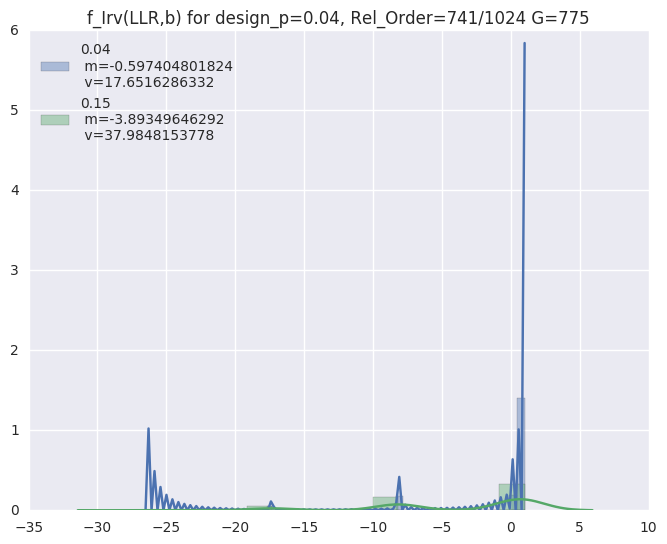 f_Irv(LLR,b) for design_p=0.04, Rel_Order=741/1024 G=775
0.04
m=-0.597404801824
v=17.6516286332
0.15
m=-3.89349646292
v=37.9848153778
6
5
4
3
2
1
0
−35 −30 −25 −20 −15 −10 −5 0 5 10